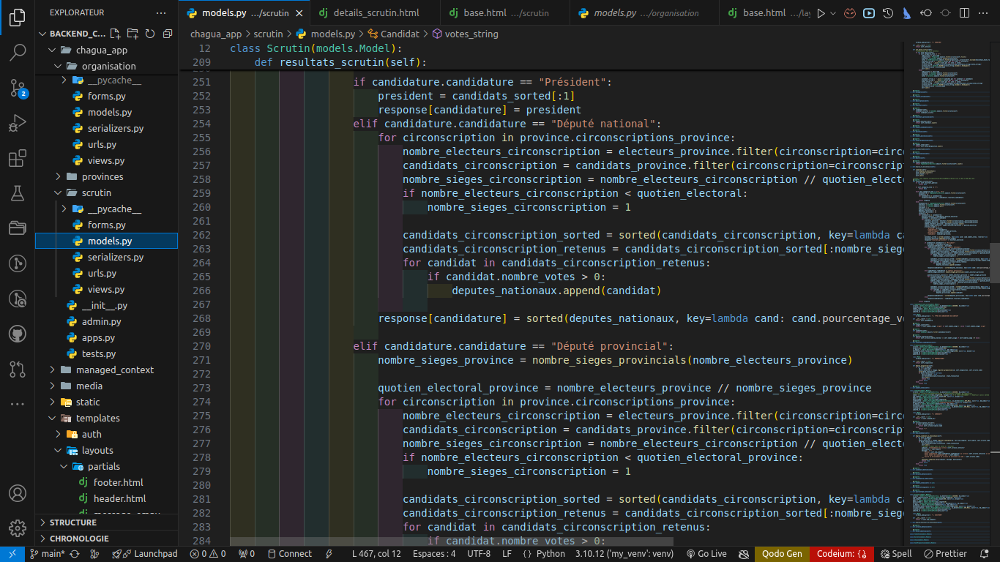 EXPLORATEUR
models.py .../scrutin
details_scrutin.html
base.html .../scrutin
models.py .../organisation
base.html .../la
BACKEND_C...
chagua_app
organisation
__pycache__
forms.py
models.py
serializers.py
urls.py
views.py
provinces
scrutin
__pycache__
forms.py
models.py
serializers.py
urls.py
views.py
__init__.py
admin.py
apps.py
tests.py
managed_context
media
static
templates
auth
layouts
partials
footer.html
header.html
STRUCTURE
CHRONOLOGIE
chagua_app > scrutin > models.py > Candidat > votes_string
12 class Scrutin(models.Model):
209 def resultats_scrutin(self):
251 if candidature.candidature == "Président":
252 president = candidats_sorted[:1]
253 response[candidature] = president
254 elif candidature.candidature == "Député national":
255 for circonscription in province.circonscriptions_province:
256 nombre_electeurs_circonscription = electeurs_province.filter(circonscription=circo
257 candidats_circonscription = candidats_province.filter(circonscription=circonscript
258 nombre_sieges_circonscription = nombre_electeurs_circonscription // quotien_elect
259 if nombre_electeurs_circonscription < quotien_electoral:
260 nombre_sieges_circonscription = 1
261
262 candidats_circonscription_sorted = sorted(candidats_circonscription, key=lambda ca
263 candidats_circonscription_retenus = candidats_circonscription_sorted[:nombre_sieg
264 for candidat in candidats_circonscription_retenus:
265 if candidat.nombre_votes > 0:
266 deputes_nationaux.append(candidat)
267
268 response[candidature] = sorted(deputes_nationaux, key=lambda cand: cand.pourcentage_v
269
270 elif candidature.candidature == "Député provincial":
271 nombre_sieges_province = nombre_sieges_provincials(nombre_electeurs_province)
272
273 quotien_electoral_province = nombre_electeurs_province // nombre_sieges_province
274 for circonscription in province.circonscriptions_province:
275 nombre_electeurs_circonscription = electeurs_province.filter(circonscription=circo
276 candidats_circonscription = candidats_province.filter(circonscription=circonscript
277 nombre_sieges_circonscription = nombre_electeurs_circonscription // quotien_elect
278 if nombre_electeurs_circonscription < quotien_electoral_province:
279 nombre_sieges_circonscription = 1
280
281 candidats_circonscription_sorted = sorted(candidats_circonscription, key=lambda ca
282 candidats_circonscription_retenus = candidats_circonscription_sorted[:nombre_sieg
283 for candidat in candidats_circonscription_retenus:
284 if candidat.nombre_votes > 0:
2
main* Launchpad 0 0 0 Connect L 467, col 12 Espaces : 4 UTF-8 LF {} Python 3.10.12 ('my_venv': venv) Go Live Qodo Gen Codeium: {} Spell Prettier